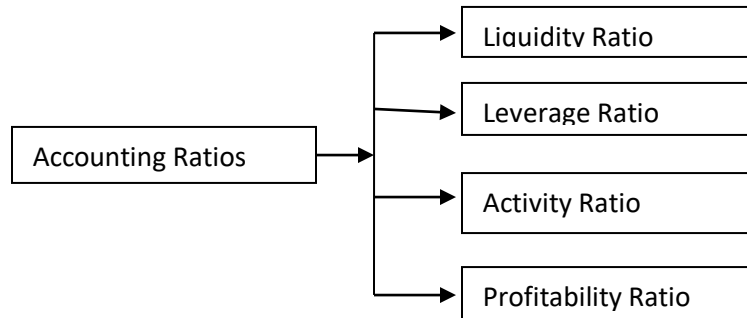 Liquidity Ratio
Leverage Ratio
Accounting Ratios
Activity Ratio
Profitability Ratio